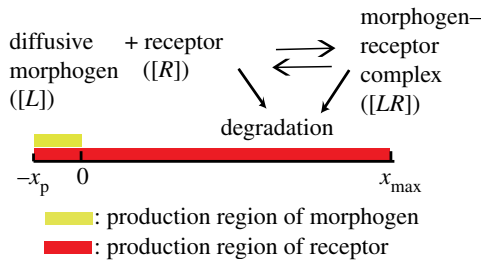 diffusive + receptor morphogen–
morphogen ([R]) receptor
([L]) complex
([LR])
degradation
–xp 0 xmax
: production region of morphogen
: production region of receptor